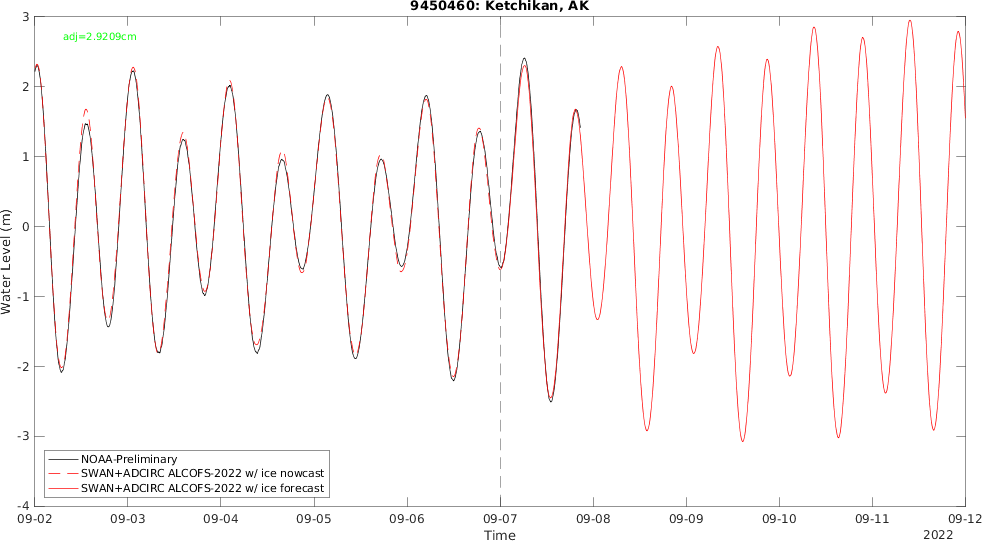 9450460: Ketchikan, AK
adj=2.9209cm
3
2
1
0
-1
-2
-3
-4
Water Level (m)
NOAA-Preliminary
SWAN+ADCIRC ALCOFS-2022 w/ ice nowcast
SWAN+ADCIRC ALCOFS-2022 w/ ice forecast
09-02 09-03 09-04 09-05 09-06 09-07 09-08 09-09 09-10 09-11 09-12
Time
2022